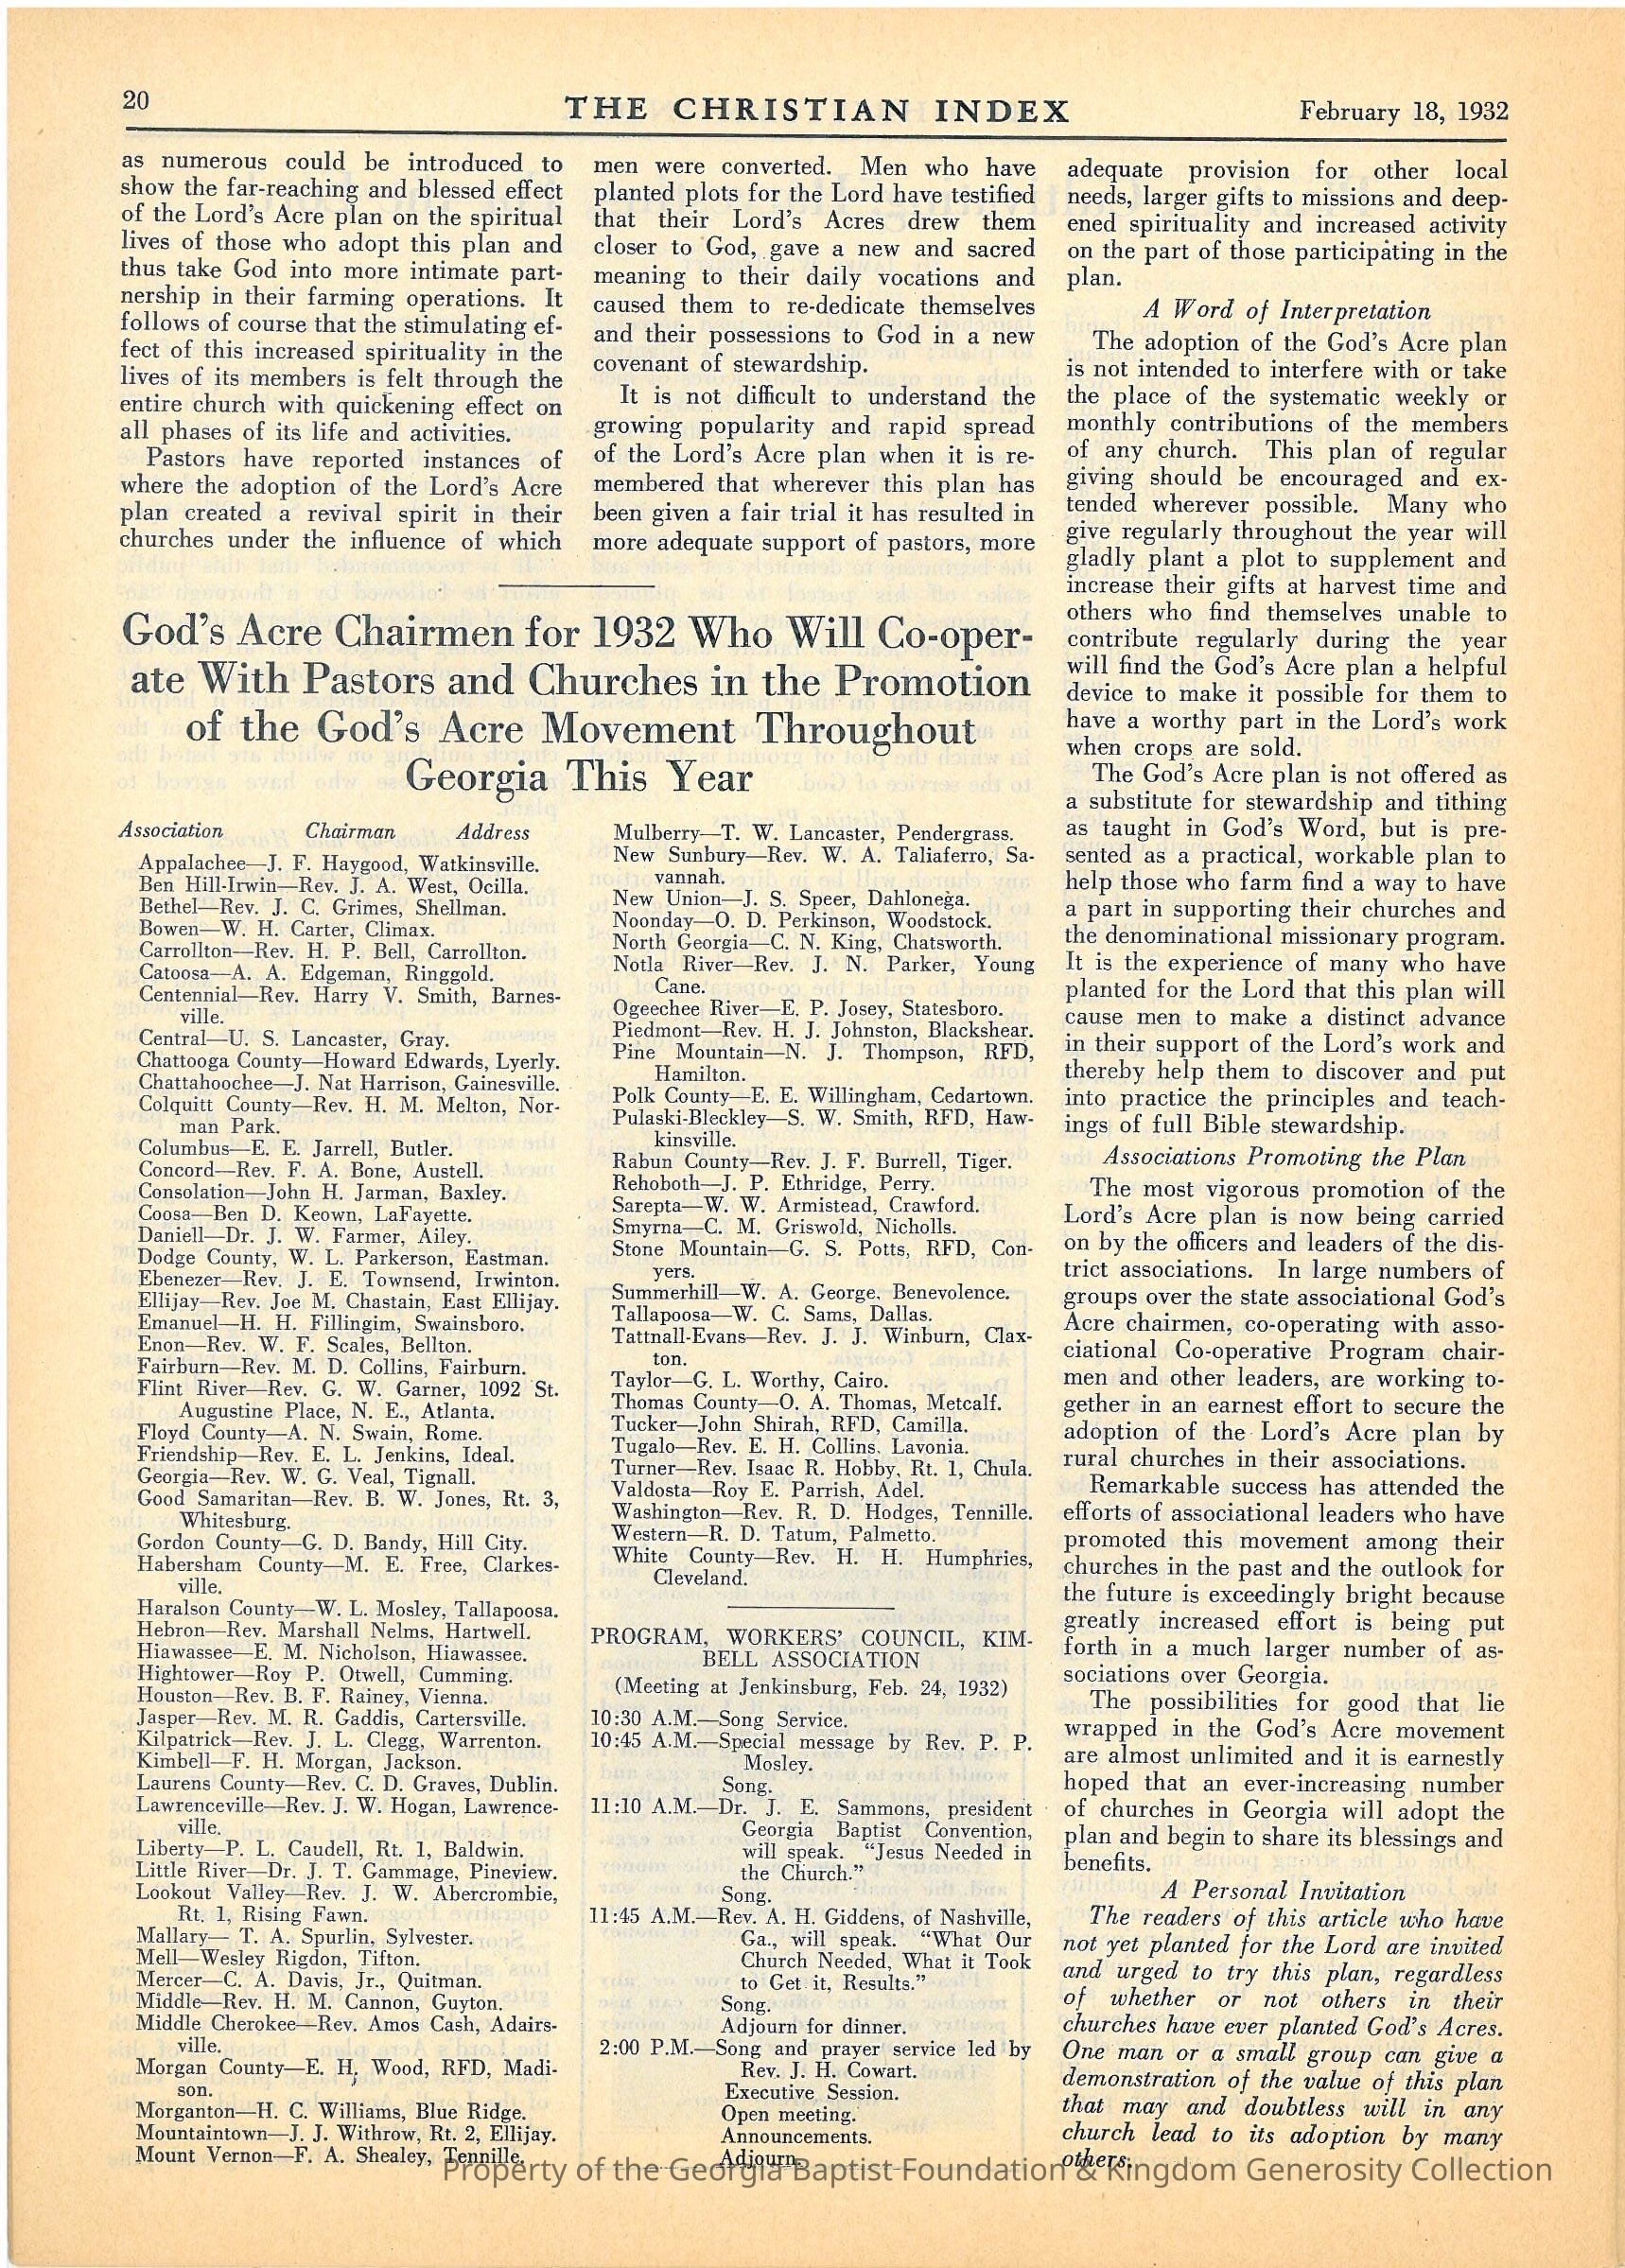 20
THE CHRISTIAN INDEX
February 18, 1932
as numerous could be introduced to
show the far-reaching and blessed effect
of the Lord's Acre plan on the spiritual
lives of those who adopt this plan and
thus take God into more intimate part-
nership in their farming operations. It
follows of course that the stimulating ef-
fect of this increased spirituality in the
lives of its members is felt through the
entire church with quickening effect on
all phases of its life and activities.
Pastors have reported instances of
where the adoption of the Lord's Acre
plan created a revival spirit in their
churches under the influence of which
men were converted. Men who have
planted plots for the Lord have testified
that their Lord's Acres drew them
closer to God, gave a new and sacred
meaning to their daily vocations and
caused them to re-dedicate themselves
and their possessions to God in a new
covenant of stewardship.
It is not difficult to understand the
growing popularity and rapid spread
of the Lord's Acre plan when it is re-
membered that wherever this plan has
been given a fair trial it has resulted in
more adequate support of pastors, more
adequate provision for other local
needs, larger gifts to missions and deep-
ened spirituality and increased activity
on the part of those participating in the
plan.
A Word of Interpretation
The adoption of the God's Acre plan
is not intended to interfere with or take
the place of the systematic weekly or
monthly contributions of the members
of any church. This plan of regular
giving should be encouraged and ex-
tended wherever possible. Many who
give regularly throughout the year will
gladly plant a plot to supplement and
increase their gifts at harvest time and
others who find themselves unable to
contribute regularly during the year
will find the God's Acre plan a helpful
device to make it possible for them to
have a worthy part in the Lord's work
when crops are sold.
The God's Acre plan is not offered as
a substitute for stewardship and tithing
as taught in God's Word, but is pre-
sented as a practical, workable plan to
help those who farm find a way to have
a part in supporting their churches and
the denominational missionary program.
It is the experience of many who have
planted for the Lord that this plan will
cause men to make a distinct advance
in their support of the Lord's work and
thereby help them to discover and put
into practice the principles and teach-
ings of full Bible stewardship.
Associations Promoting the Plan
The most vigorous promotion of the
Lord's Acre plan is now being carried
on by the officers and leaders of the dis-
trict associations. In large numbers of
groups over the state associational God's
Acre chairmen, co-operating with asso-
ciational Co-operative Program chair-
men and other leaders, are working to-
gether in an earnest effort to secure the
adoption of the Lord's Acre plan by
rural churches in their associations.
Remarkable success has attended the
efforts of associational leaders who have
promoted this movement among their
churches in the past and the outlook for
the future is exceedingly bright because
greatly increased effort is being put
forth in a much larger number of as-
sociations over Georgia.
The possibilities for good that lie
wrapped in the God's Acre movement
are almost unlimited and it is earnestly
hoped that an ever-increasing number
of churches in Georgia will adopt the
plan and begin to share its blessings and
benefits.
A Personal Invitation
The readers of this article who have
not yet planted for the Lord are invited
and urged to try this plan, regardless
of whether or not others in their
churches have ever planted God's Acres.
One man or a small group can give a
demonstration of the value of this plan
that may and doubtless will in any
church lead to its adoption by many
others.
God's Acre Chairmen for 1932 Who Will Co-oper-
ate With Pastors and Churches in the Promotion
of the God's Acre Movement Throughout
Georgia This Year
Association Chairman Address
Appalachee—J. F. Haygood, Watkinsville.
Ben Hill-Irwin—Rev. J. A. West, Ocilla.
Bethel—Rev. J. C. Grimes, Shellman.
Bowen—W. H. Carter, Climax.
Carrollton—Rev. H. P. Bell, Carrollton.
Catoosa—A. A. Edgeman, Ringgold.
Centennial—Rev. Harry V. Smith, Barnes-
ville.
Central—U. S. Lancaster, Gray.
Chattooga County—Howard Edwards, Lyerly.
Chattahoochee—J. Nat Harrison, Gainesville.
Colquitt County—Rev. H. M. Melton, Nor-
man Park.
Columbus—E. E. Jarrell, Butler.
Concord—Rev. F. A. Bone, Austell.
Consolation—John H. Jarman, Baxley.
Coosa—Ben D. Keown, LaFayette.
Daniell—Dr. J. W. Farmer, Ailey.
Dodge County, W. L. Parkerson, Eastman.
Ebenezer—Rev. J. E. Townsend, Irwinton.
Ellijay—Rev. Joe M. Chastain, East Ellijay.
Emanuel—H. H. Fillingim, Swainsboro.
Enon—Rev. W. F. Scales, Bellton.
Fairburn—Rev. M. D. Collins, Fairburn.
Flint River—Rev. G. W. Garner, 1092 St.
Augustine Place, N. E., Atlanta.
Floyd County—A. N. Swain, Rome.
Friendship—Rev. E. L. Jenkins, Ideal.
Georgia—Rev. W. G. Veal, Tignall.
Good Samaritan—Rev. B. W. Jones, Rt. 3,
Whitesburg.
Gordon County—G. D. Bandy, Hill City.
Habersham County—M. E. Free, Clarkes-
ville.
Haralson County—W. L. Mosley, Tallapoosa.
Hebron—Rev. Marshall Nelms, Hartwell.
Hiawassee—E. M. Nicholson, Hiawassee.
Hightower—Roy P. Otwell, Cumming.
Houston—Rev. B. F. Rainey, Vienna.
Jasper—Rev. M. R. Gaddis, Cartersville.
Kilpatrick—Rev. J. L. Clegg, Warrenton.
Kimbell—F. H. Morgan, Jackson.
Laurens County—Rev. C. D. Graves, Dublin.
Lawrenceville—Rev. J. W. Hogan, Lawrence-
ville.
Liberty—P. L. Caudell, Rt. 1, Baldwin.
Little River—Dr. J. T. Gammage, Pineview.
Lookout Valley—Rev. J. W. Abercrombie,
Rt. 1, Rising Fawn.
Mallary— T. A. Spurlin, Sylvester.
Mell—Wesley Rigdon, Tifton.
Mercer—C. A. Davis, Jr., Quitman.
Middle—Rev. H. M. Cannon, Guyton.
Middle Cherokee—Rev. Amos Cash, Adairs-
ville.
Morgan County—E. H. Wood, RFD, Madi-
son.
Morganton—H. C. Williams, Blue Ridge.
Mountaintown—J. J. Withrow, Rt. 2, Ellijay.
Mount Vernon—F. A. Shealey, Tennille.
Mulberry—T. W. Lancaster, Pendergrass.
New Sunbury—Rev. W. A. Taliaferro, Sa-
vannah.
New Union—J. S. Speer, Dahlonega.
Noonday—O. D. Perkinson, Woodstock.
North Georgia—C. N. King, Chatsworth.
Notla River—Rev. J. N. Parker, Young
Cane.
Ogeechee River—E. P. Josey, Statesboro.
Piedmont—Rev. H. J. Johnston, Blackshear.
Pine Mountain—N. J. Thompson, RFD,
Hamilton.
Polk County—E. E. Willingham, Cedartown.
Pulaski-Bleckley—S. W. Smith, RFD, Haw-
kinsville.
Rabun County—Rev. J. F. Burrell, Tiger.
Rehoboth—J. P. Ethridge, Perry.
Sarepta—W. W. Armistead, Crawford.
Smyrna—C. M. Griswold, Nicholls.
Stone Mountain—G. S. Potts, RFD, Con-
yers.
Summerhill—W. A. George, Benevolence.
Tallapoosa—W. C. Sams, Dallas.
Tattnall-Evans—Rev. J. J. Winburn, Clax-
ton.
Taylor—G. L. Worthy, Cairo.
Thomas County—O. A. Thomas, Metcalf.
Tucker—John Shirah, RFD, Camilla.
Tugalo—Rev. E. H. Collins, Lavonia.
Turner—Rev. Isaac R. Hobby, Rt. 1, Chula.
Valdosta—Roy E. Parrish, Adel.
Washington—Rev. R. D. Hodges, Tennille.
Western—R. D. Tatum, Palmetto.
White County—Rev. H. H. Humphries,
Cleveland.
PROGRAM, WORKERS' COUNCIL, KIM-
BELL ASSOCIATION
(Meeting at Jenkinsburg, Feb. 24, 1932)
10:30 A.M.—Song Service.
10:45 A.M.—Special message by Rev. P. P.
Mosley.
Song.
11:10 A.M.—Dr. J. E. Sammons, president
Georgia Baptist Convention,
will speak. "Jesus Needed in
the Church."
Song.
11:45 A.M.—Rev. A. H. Giddens, of Nashville,
Ga., will speak. "What Our
Church Needed, What it Took
to Get it, Results."
Song.
Adjourn for dinner.
2:00 P.M.—Song and prayer service led by
Rev. J. H. Cowart.
Executive Session.
Open meeting.
Announcements.
Adjourn.
Property of the Georgia Baptist Foundation & Kingdom Generosity Collection